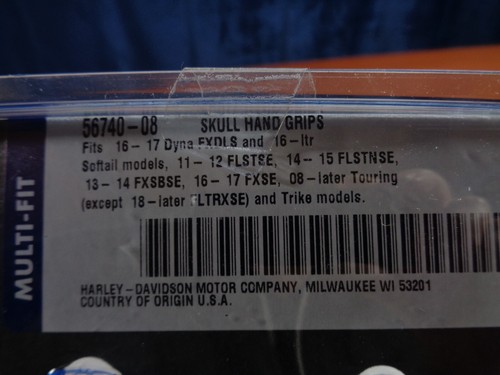 56740-08 SKULL HAND GRIPS
Fits 16-17 Dyna FXDLS and 16-ltr
Softail models, 11-12 FLSTSE, 14-15 FLSTNSE,
13-14 FXSBSE, 16-17 FXSE, 08-later Touring
(except 18-later FLTRXSE) and Trike models.
HARLEY-DAVIDSON MOTOR COMPANY, MILWAUKEE WI 53201
COUNTRY OF ORIGIN U.S.A.
MULTI-FIT